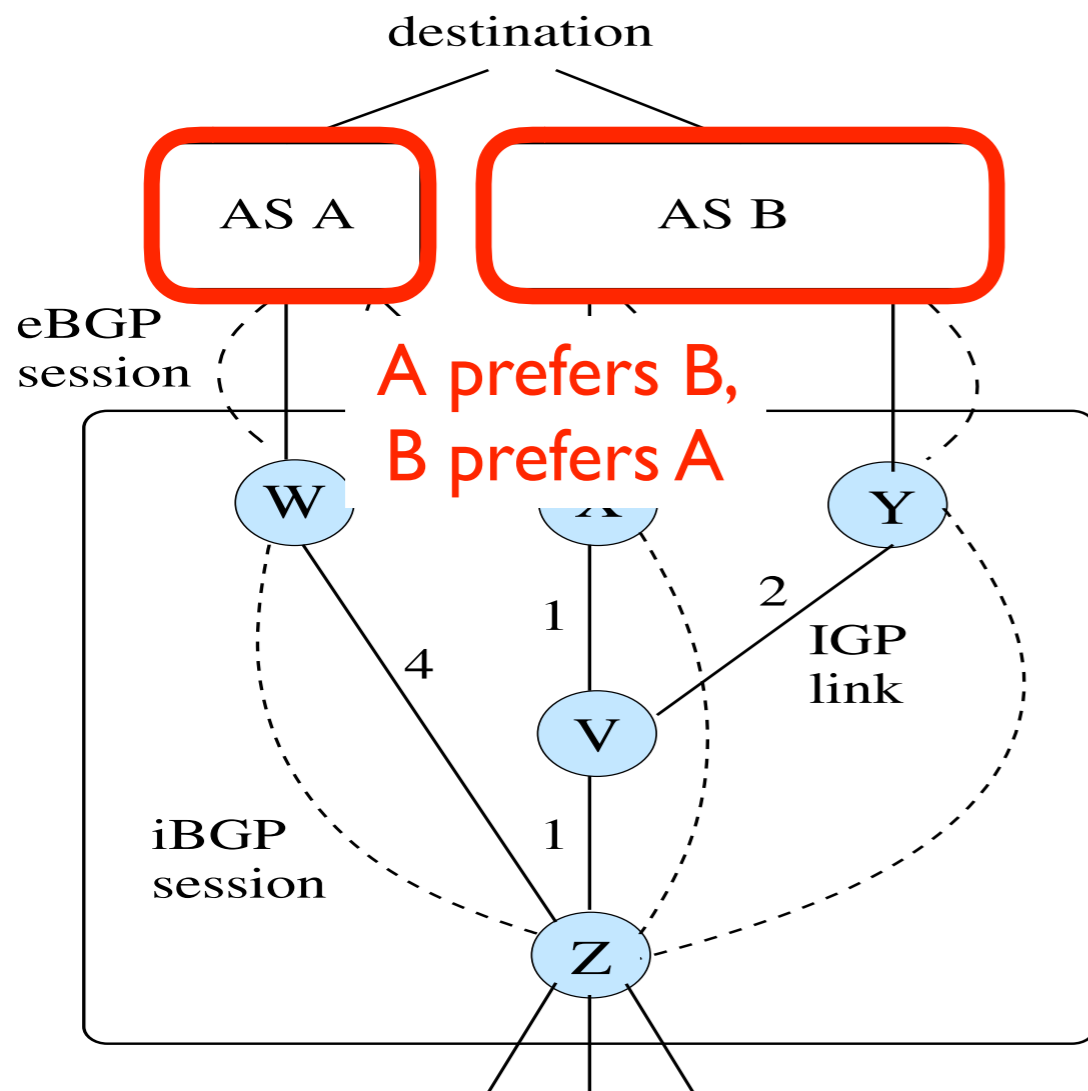 destination
AS A
AS B
eBGP
session
A prefers B,
B prefers A
W
X
Y
1
2
IGP
link
4
V
iBGP
session
1
Z